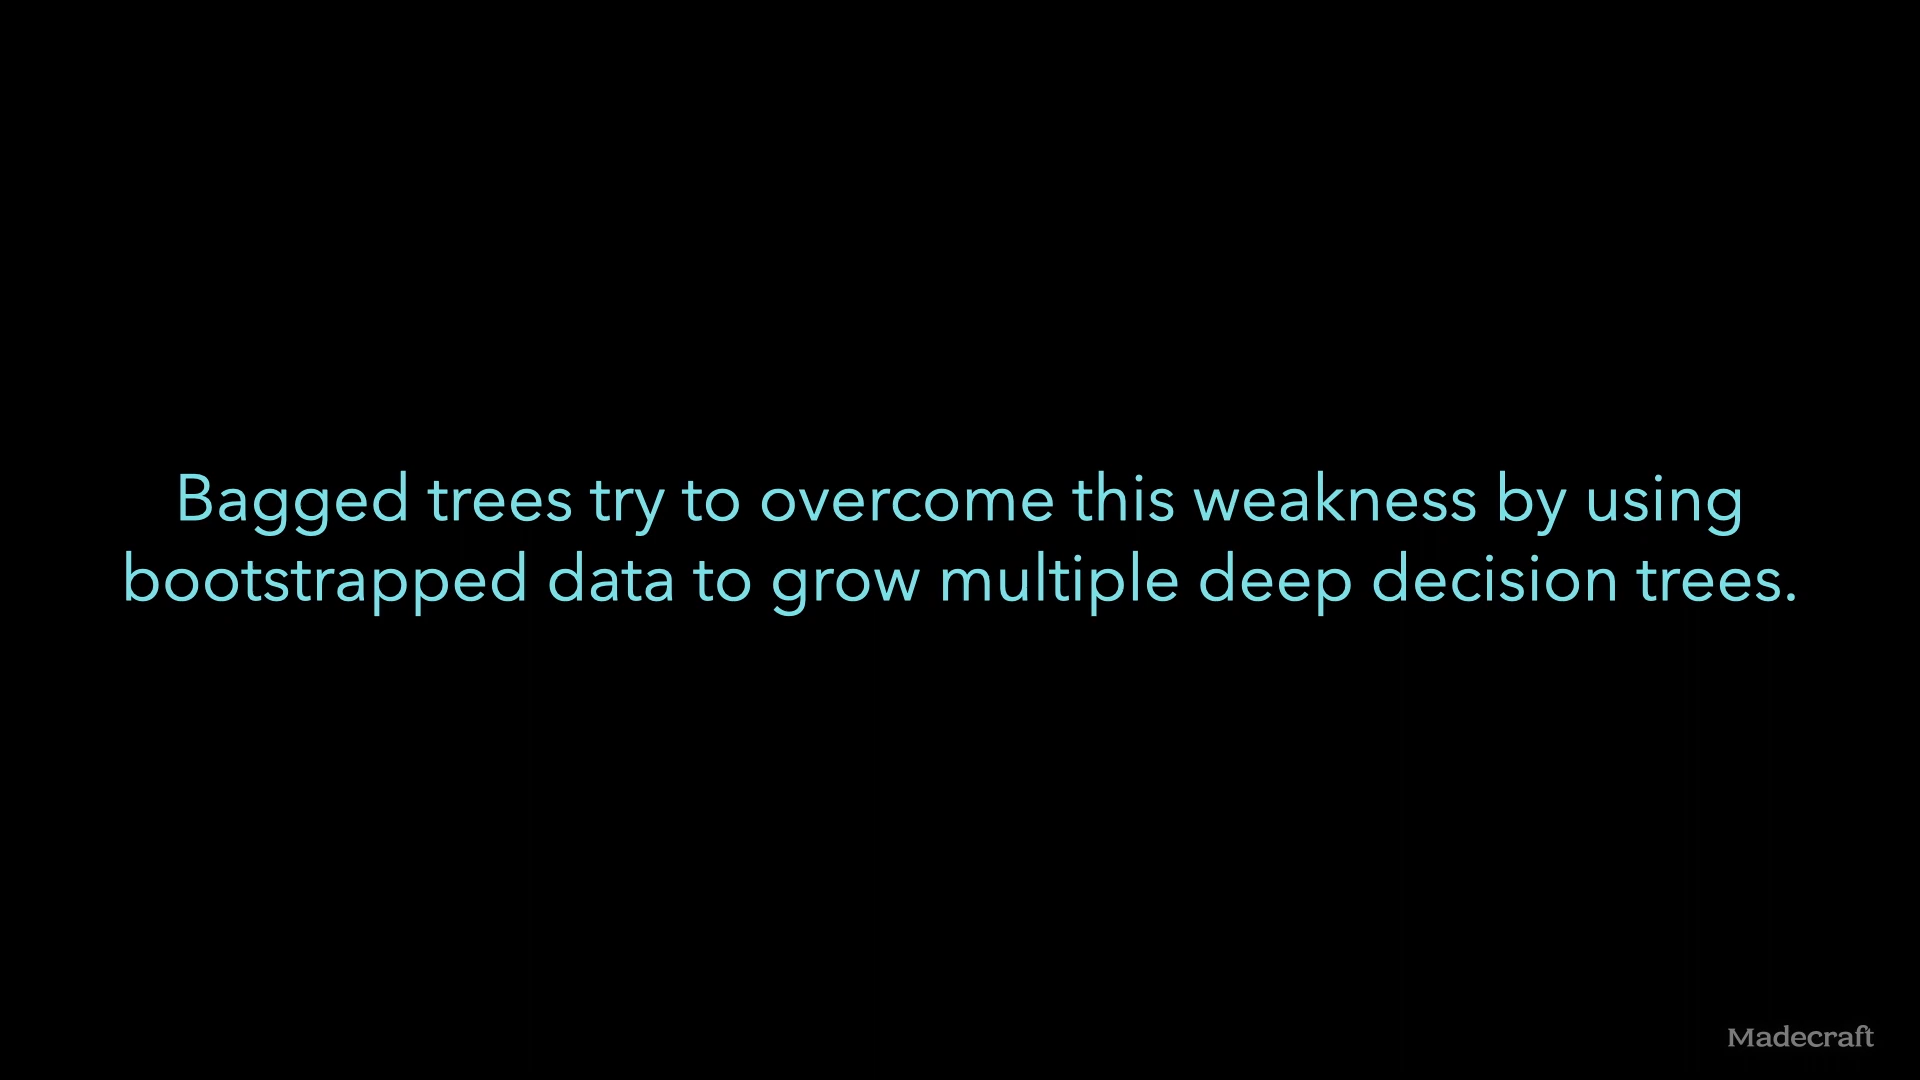 Bagged trees try to overcome this weakness by using
bootstrapped data to grow multiple deep decision trees.
Madecraft